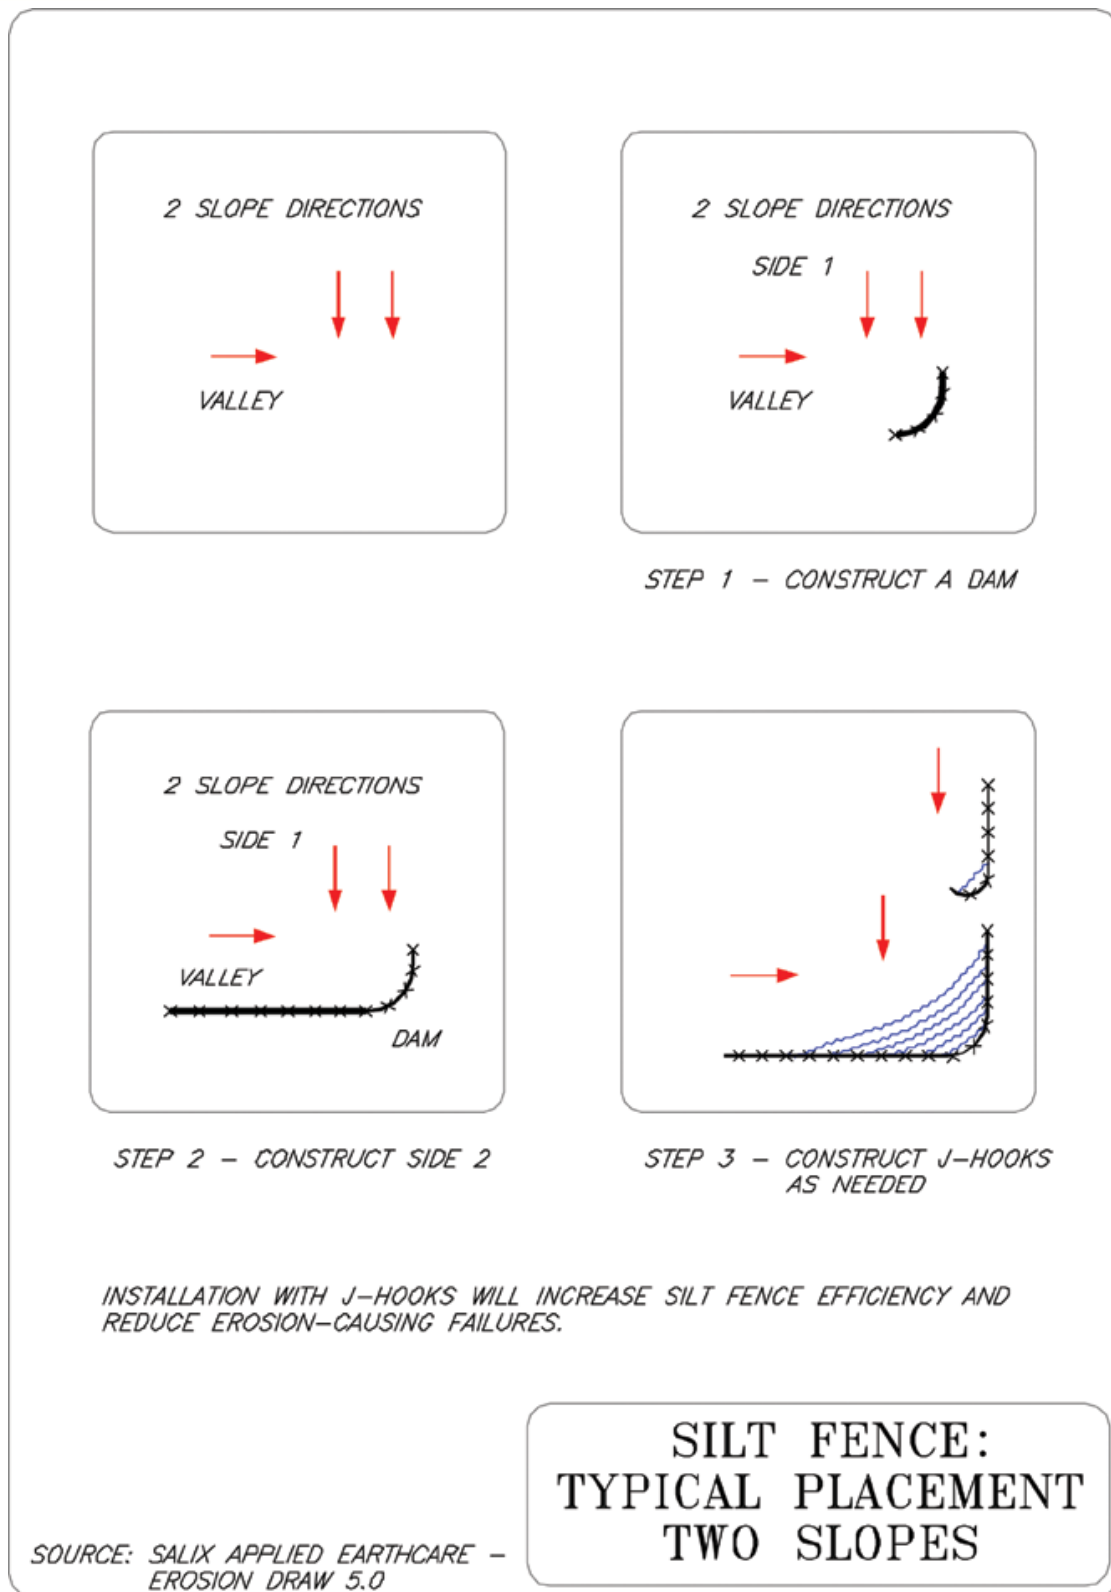 2 SLOPE DIRECTIONS
VALLEY
2 SLOPE DIRECTIONS
SIDE 1
VALLEY
STEP 1 – CONSTRUCT A DAM
2 SLOPE DIRECTIONS
SIDE 1
VALLEY
DAM
STEP 2 – CONSTRUCT SIDE 2
STEP 3 – CONSTRUCT J–HOOKS
AS NEEDED
INSTALLATION WITH J–HOOKS WILL INCREASE SILT FENCE EFFICIENCY AND
REDUCE EROSION–CAUSING FAILURES.
SILT FENCE:
TYPICAL PLACEMENT
TWO SLOPES
SOURCE: SALIX APPLIED EARTHCARE –
EROSION DRAW 5.0